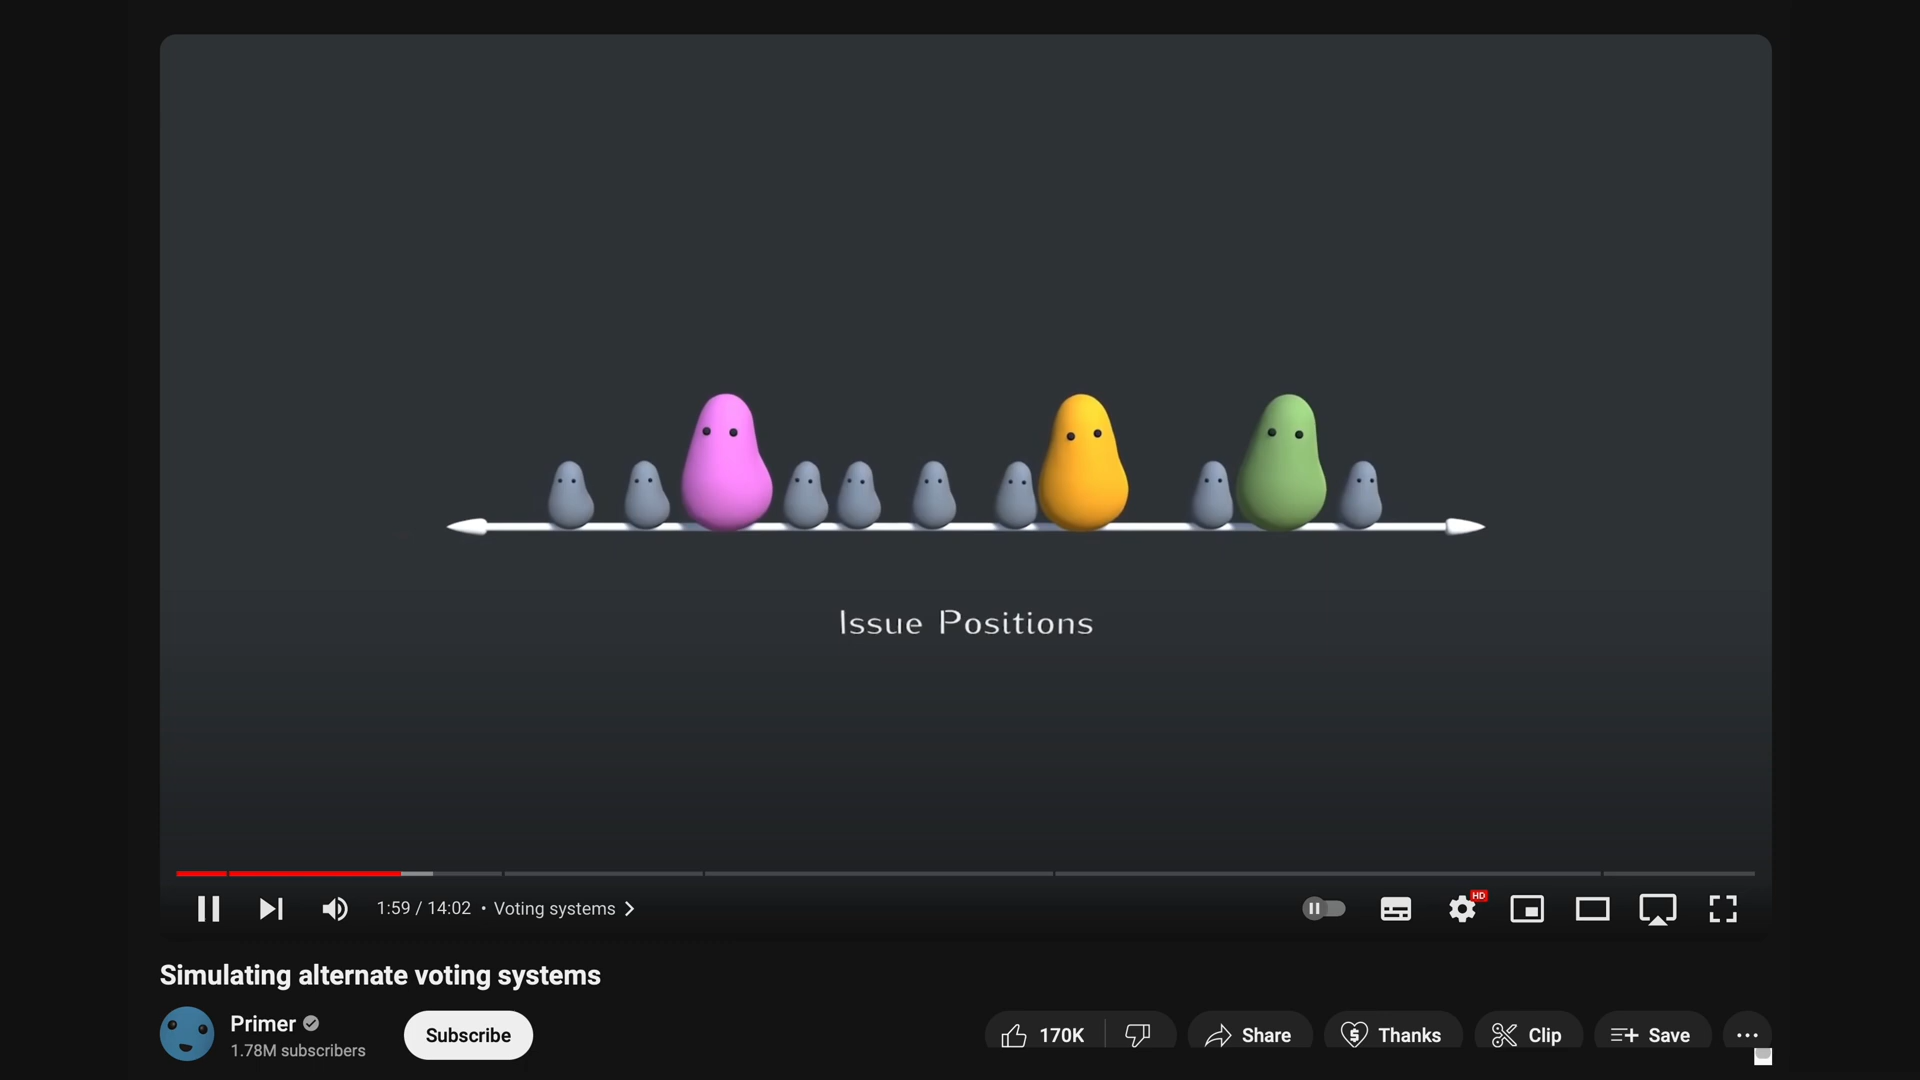 Issue Positions
1:59 / 14:02 • Voting systems
HD
Simulating alternate voting systems
Primer
1.78M subscribers
Subscribe
170K
Share
Thanks
Clip
Save